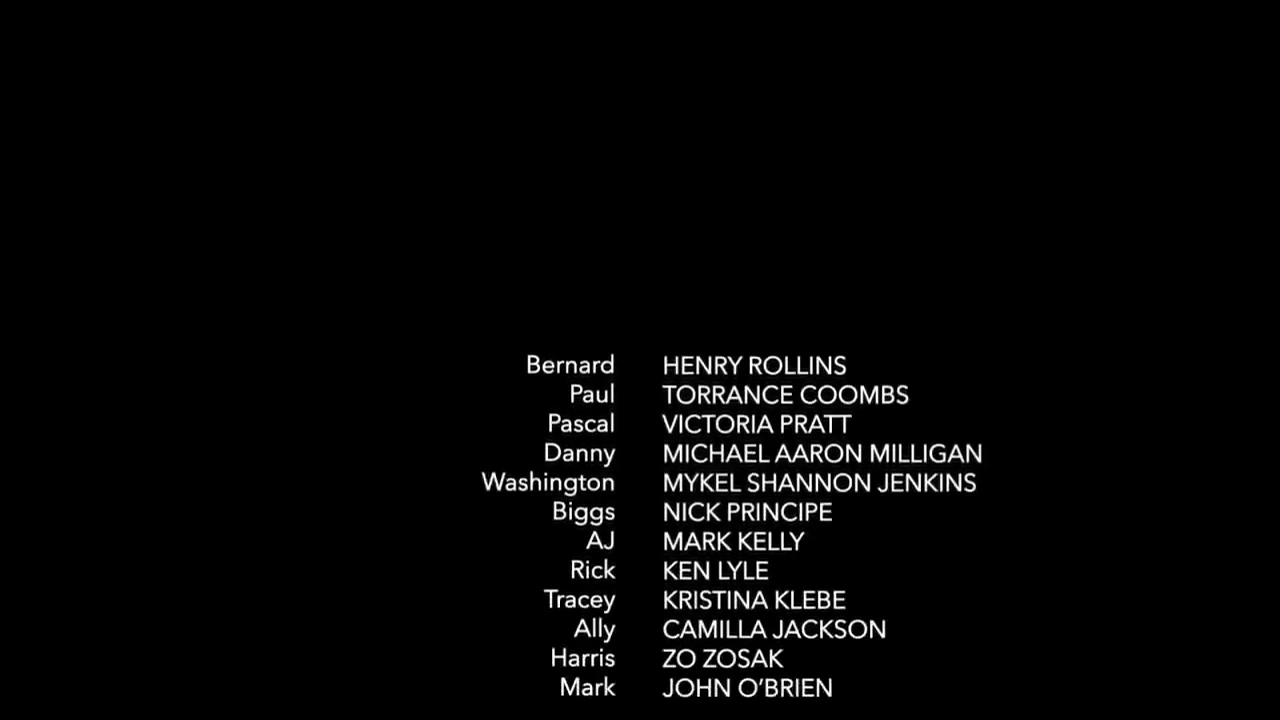 Bernard HENRY ROLLINS
Paul TORRANCE COOMBS
Pascal VICTORIA PRATT
Danny MICHAEL AARON MILLIGAN
Washington MYKEL SHANNON JENKINS
Biggs NICK PRINCIPE
AJ MARK KELLY
Rick KEN LYLE
Tracey KRISTINA KLEBE
Ally CAMILLA JACKSON
Harris ZO ZOSAK
Mark JOHN O’BRIEN